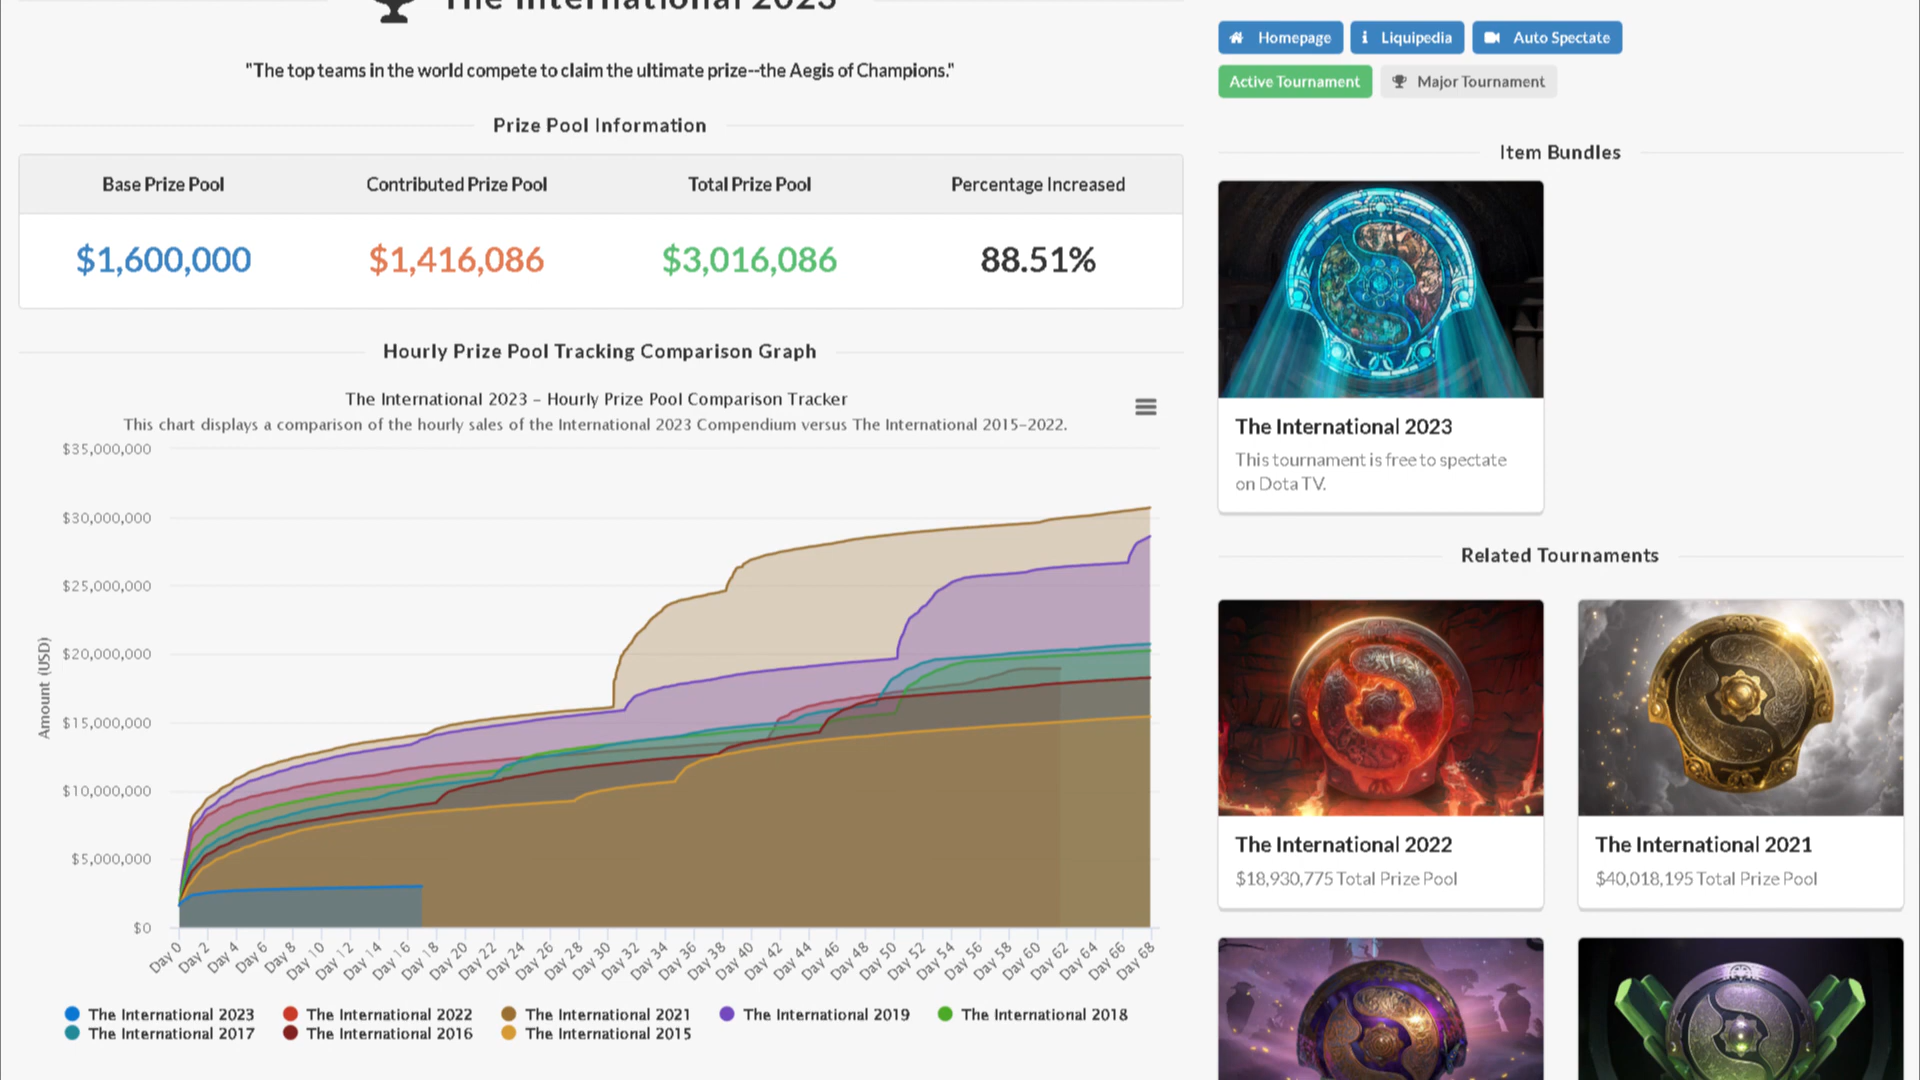 The International 2023
"The top teams in the world compete to claim the ultimate prize--the Aegis of Champions."
Prize Pool Information
Base Prize Pool
Contributed Prize Pool
Total Prize Pool
Percentage Increased
$1,600,000
$1,416,086
$3,016,086
88.51%
Hourly Prize Pool Tracking Comparison Graph
The International 2023 – Hourly Prize Pool Comparison Tracker
This chart displays a comparison of the hourly sales of the International 2023 Compendium versus The International 2015–2022.
Amount (USD)
$35,000,000
$30,000,000
$25,000,000
$20,000,000
$15,000,000
$10,000,000
$5,000,000
$0
Day 0
Day 2
Day 4
Day 6
Day 8
Day 10
Day 12
Day 14
Day 16
Day 18
Day 20
Day 22
Day 24
Day 26
Day 28
Day 30
Day 32
Day 34
Day 36
Day 38
Day 40
Day 42
Day 44
Day 46
Day 48
Day 50
Day 52
Day 54
Day 56
Day 58
Day 60
Day 62
Day 64
Day 66
Day 68
The International 2023
The International 2022
The International 2021
The International 2019
The International 2018
The International 2017
The International 2016
The International 2015
Homepage
Liquipedia
Auto Spectate
Active Tournament
Major Tournament
Item Bundles
The International 2023
This tournament is free to spectate
on Dota TV.
Related Tournaments
The International 2022
$18,930,775 Total Prize Pool
The International 2021
$40,018,195 Total Prize Pool